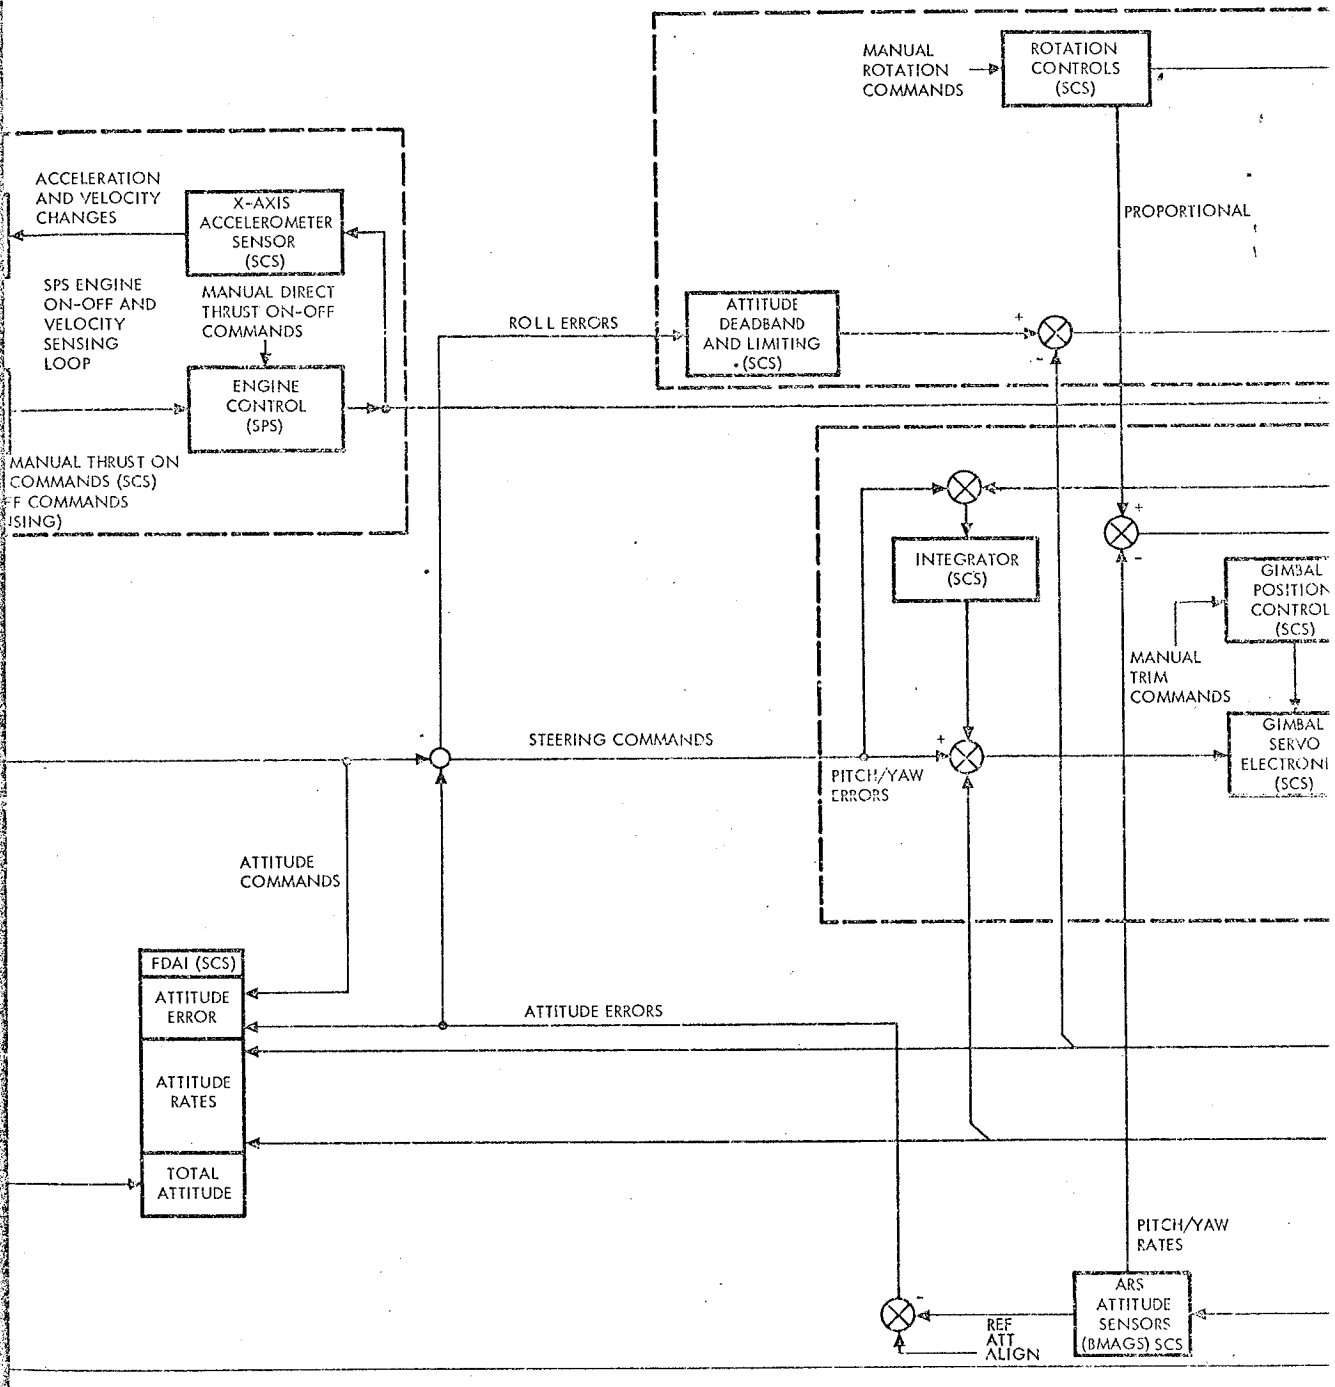 MANUAL
ROTATION
COMMANDS
ROTATION
CONTROLS
(SCS)
ACCELERATION
AND VELOCITY
CHANGES
X-AXIS
ACCELEROMETER
SENSOR
(SCS)
PROPORTIONAL
SPS ENGINE
ON-OFF AND
VELOCITY
SENSING
LOOP
MANUAL DIRECT
THRUST ON-OFF
COMMANDS
ROLL ERRORS
ATTITUDE
DEADBAND
AND LIMITING
(SCS)
+
-
ENGINE
CONTROL
(SPS)
MANUAL THRUST ON
COMMANDS (SCS)
F COMMANDS
SING)
INTEGRATOR
(SCS)
+
-
GIMBAL
POSITION
CONTROL
(SCS)
MANUAL
TRIM
COMMANDS
GIMBAL
SERVO
ELECTRONI
(SCS)
STEERING COMMANDS
+
PITCH/YAW
ERRORS
ATTITUDE
COMMANDS
FDAI (SCS)
ATTITUDE
ERROR
ATTITUDE ERRORS
ATTITUDE
RATES
TOTAL
ATTITUDE
PITCH/YAW
RATES
ARS
ATTITUDE
SENSORS
(BMAGS) SCS
-
REF
ATT
ALIGN